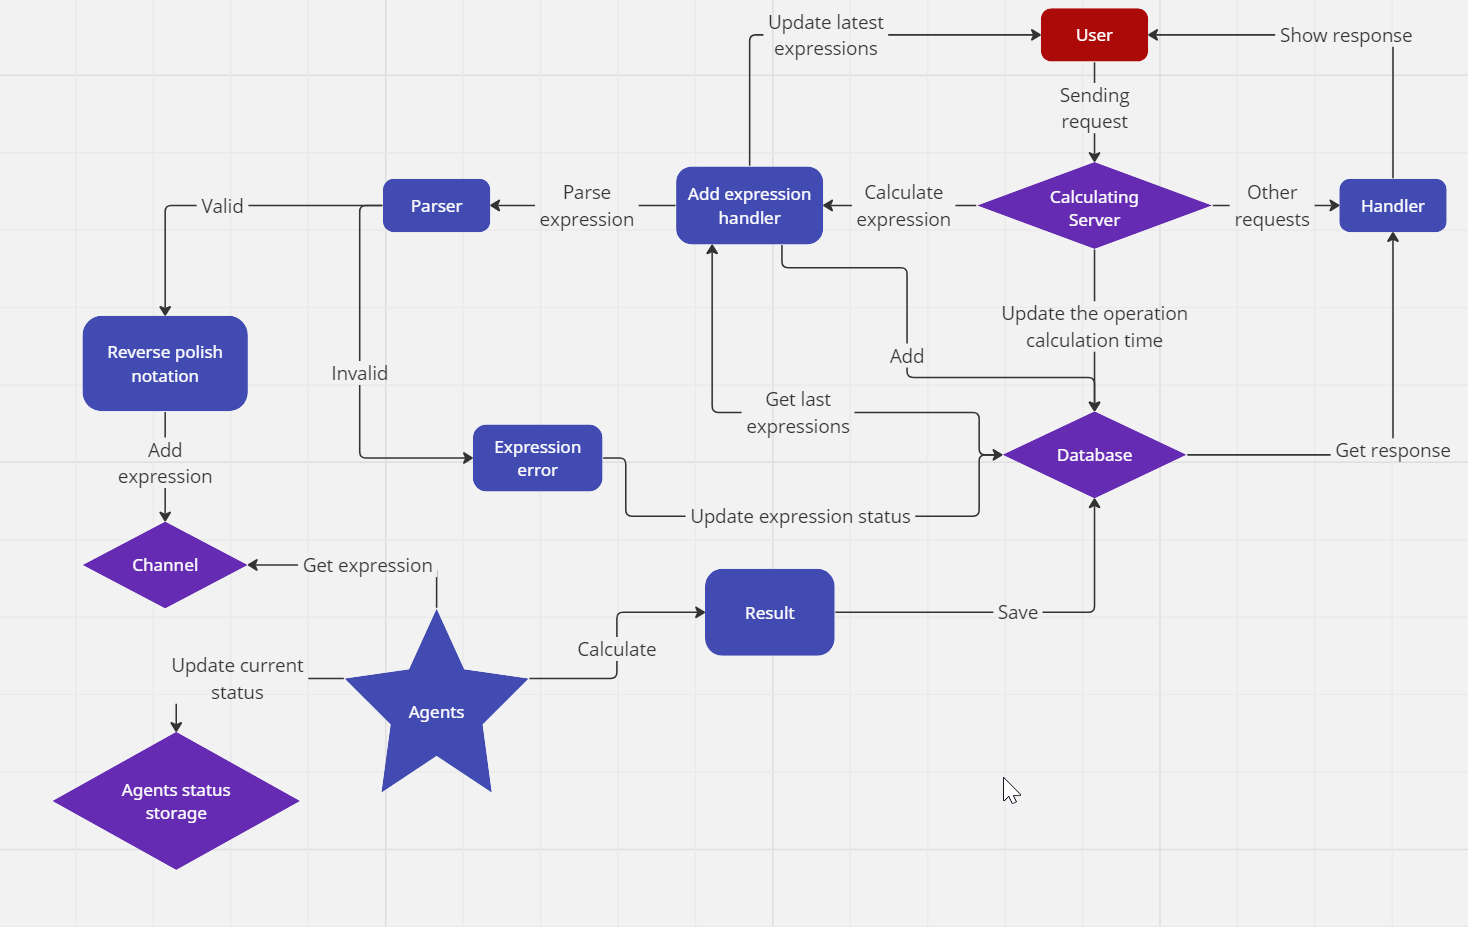 Update latest
expressions
User
Show response
Sending
request
Valid
Parser
Parse
expression
Add expression
handler
Calculate
expression
Calculating
Server
Other
requests
Handler
Update the operation
calculation time
Reverse polish
notation
Invalid
Add
Get last
expressions
Add
expression
Expression
error
Database
Get response
Update expression status
Channel
Get expression
Result
Save
Calculate
Update current
status
Agents
Agents status
storage